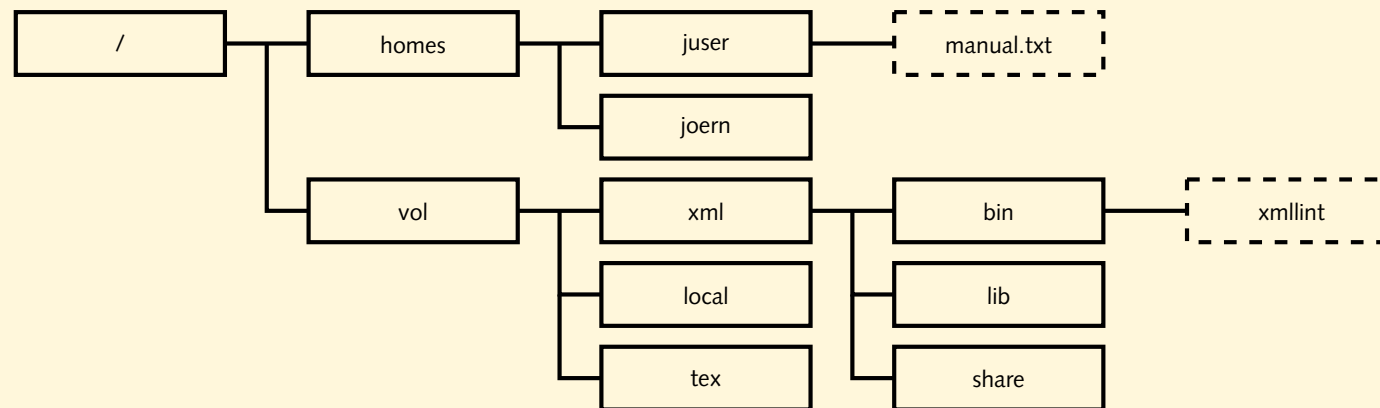 /
homes
juser
manual.txt
joern
vol
xml
bin
xmllint
local
lib
tex
share